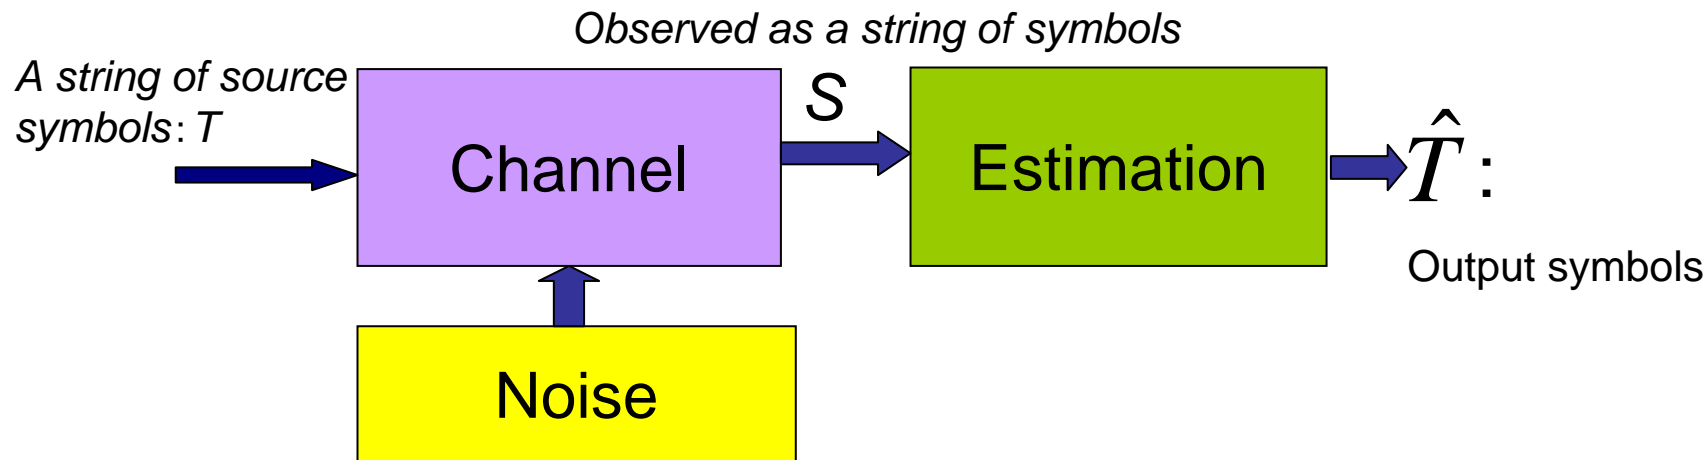 Observed as a string of symbols
A string of source
symbols: T
Channel
S
Estimation
T̂ :
Output symbols
Noise